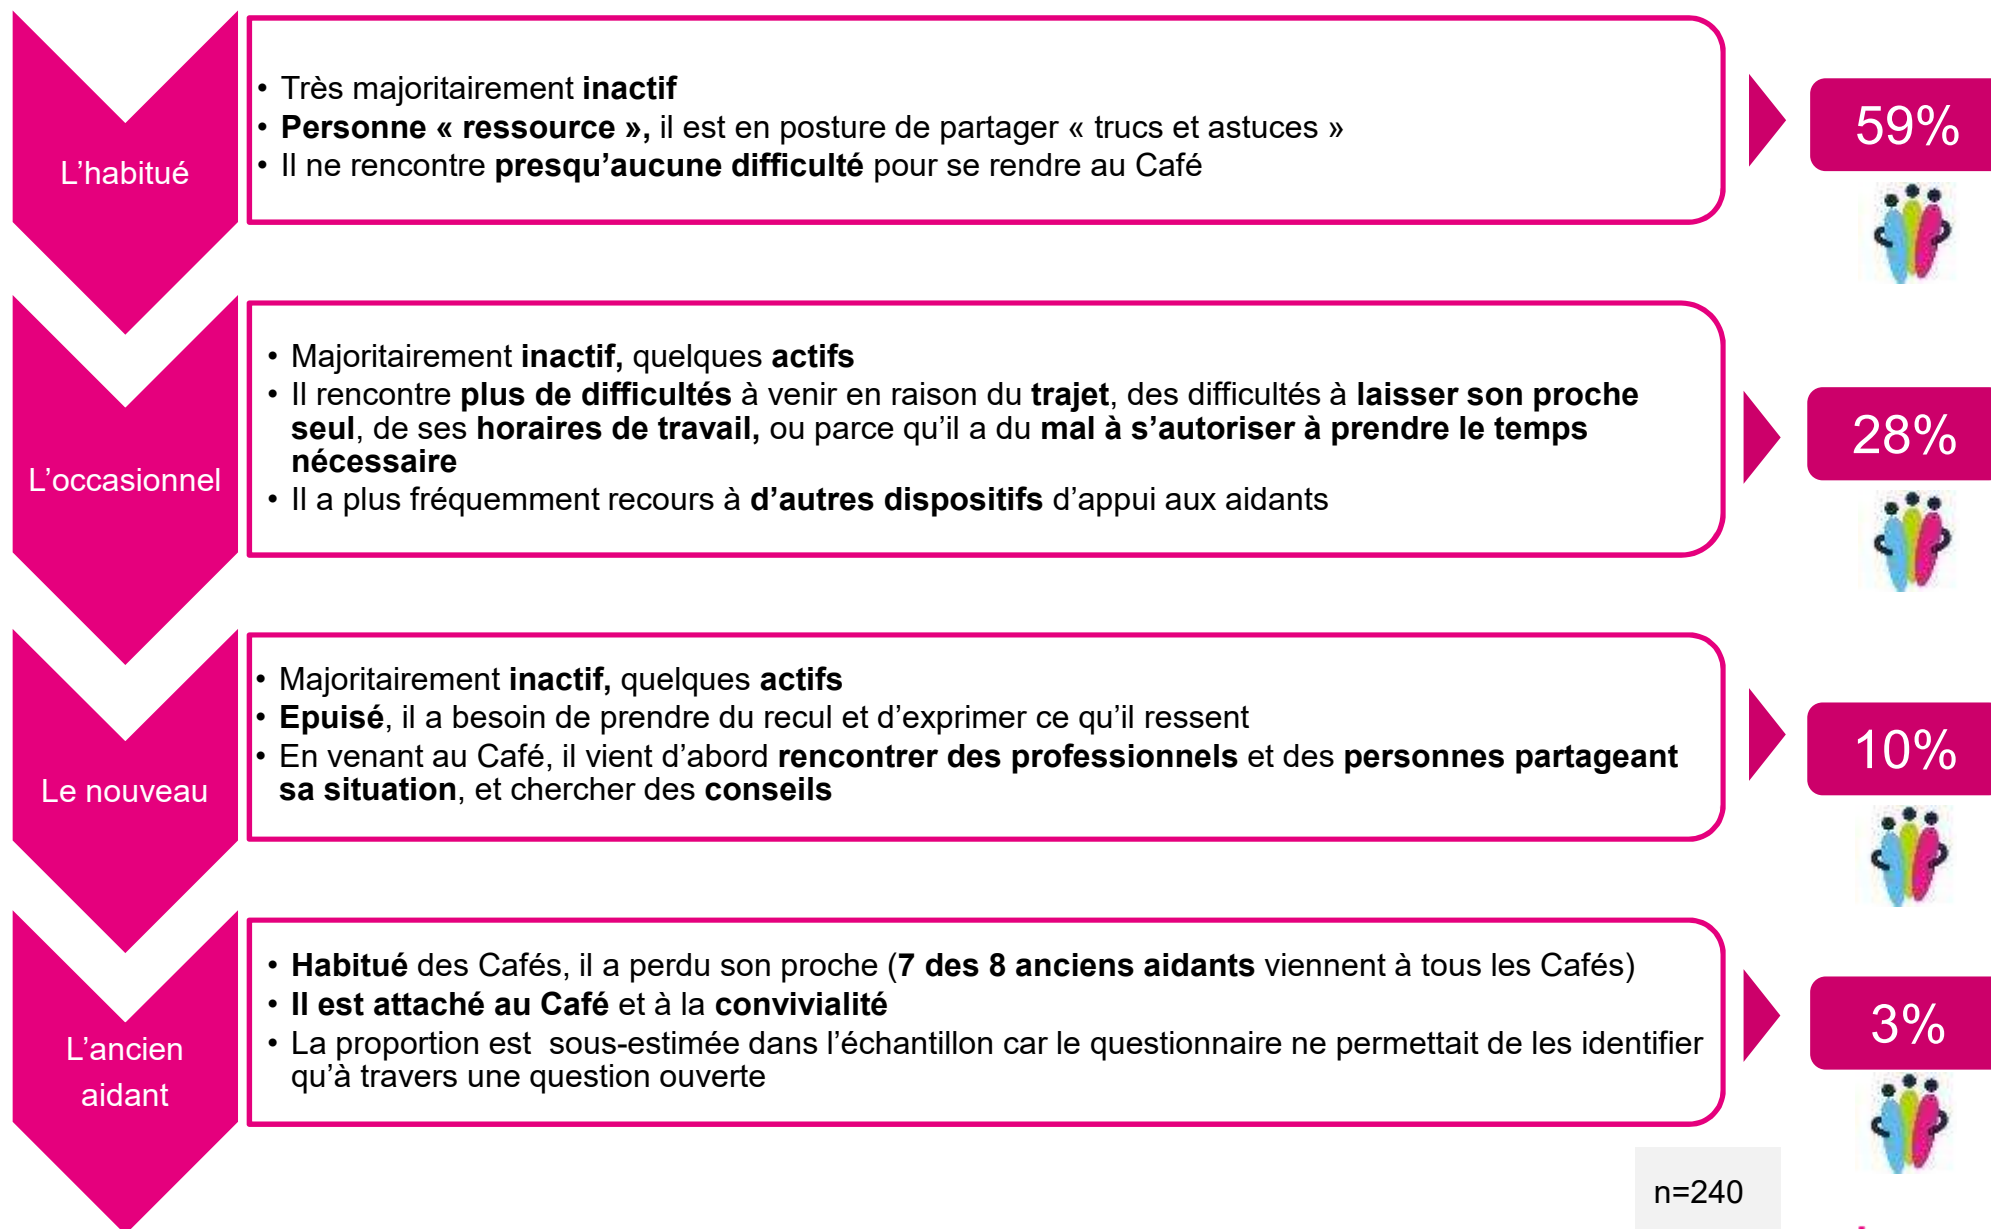 L’habitué
• Très majoritairement inactif
• Personne « ressource », il est en posture de partager « trucs et astuces »
• Il ne rencontre presqu’aucune difficulté pour se rendre au Café
59%
L’occasionnel
• Majoritairement inactif, quelques actifs
• Il rencontre plus de difficultés à venir en raison du trajet, des difficultés à laisser son proche
seul, de ses horaires de travail, ou parce qu’il a du mal à s’autoriser à prendre le temps
nécessaire
• Il a plus fréquemment recours à d’autres dispositifs d’appui aux aidants
28%
Le nouveau
• Majoritairement inactif, quelques actifs
• Epuisé, il a besoin de prendre du recul et d’exprimer ce qu’il ressent
• En venant au Café, il vient d’abord rencontrer des professionnels et des personnes partageant
sa situation, et chercher des conseils
10%
L’ancien
aidant
• Habitué des Cafés, il a perdu son proche (7 des 8 anciens aidants viennent à tous les Cafés)
• Il est attaché au Café et à la convivialité
• La proportion est  sous-estimée dans l’échantillon car le questionnaire ne permettait de les identifier
qu’à travers une question ouverte
3%
n=240